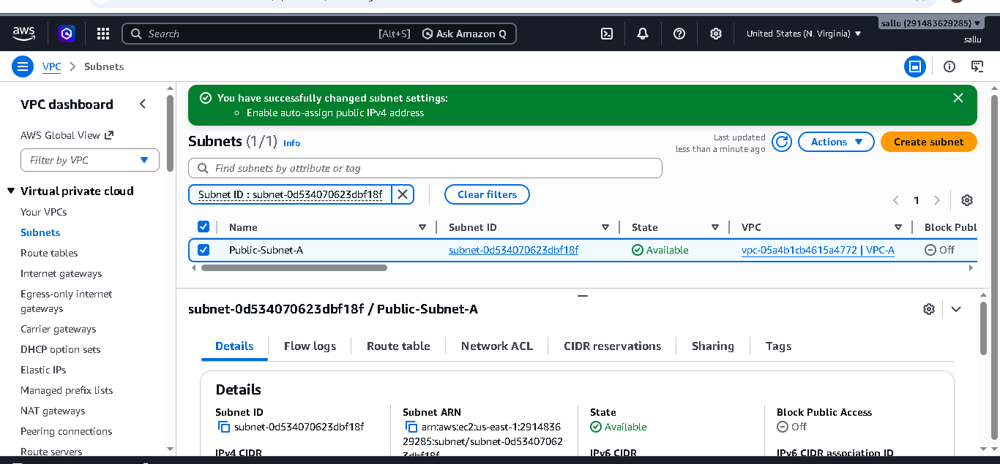 aws
Search [Alt+S] Ask Amazon Q
United States (N. Virginia) ▼
sallu (291483629285) ▼
sallu
VPC > Subnets
VPC dashboard
AWS Global View
Filter by VPC
Virtual private cloud
Your VPCs
Subnets
Route tables
Internet gateways
Egress-only internet
gateways
Carrier gateways
DHCP option sets
Elastic IPs
Managed prefix lists
NAT gateways
Peering connections
Route servers
You have successfully changed subnet settings:
Enable auto-assign public IPv4 address
Subnets (1/1) Info
Last updated
less than a minute ago
Actions ▼
Create subnet
Find subnets by attribute or tag
Subnet ID : subnet-0d534070623dbf18f
Clear filters
1
Name Subnet ID State VPC Block Publ
Public-Subnet-A subnet-0d534070623dbf18f Available vpc-05a4b1cb4615a4772 | VPC-A Off
subnet-0d534070623dbf18f / Public-Subnet-A
Details Flow logs Route table Network ACL CIDR reservations Sharing Tags
Details
Subnet ID
subnet-0d534070623dbf18f
Subnet ARN
arn:aws:ec2:us-east-1:2914836
29285:subnet/subnet-0d53407062
3dbf18f
State
Available
Block Public Access
Off
IPv4 CIDR
IPv6 CIDR
IPv6 CIDR association ID